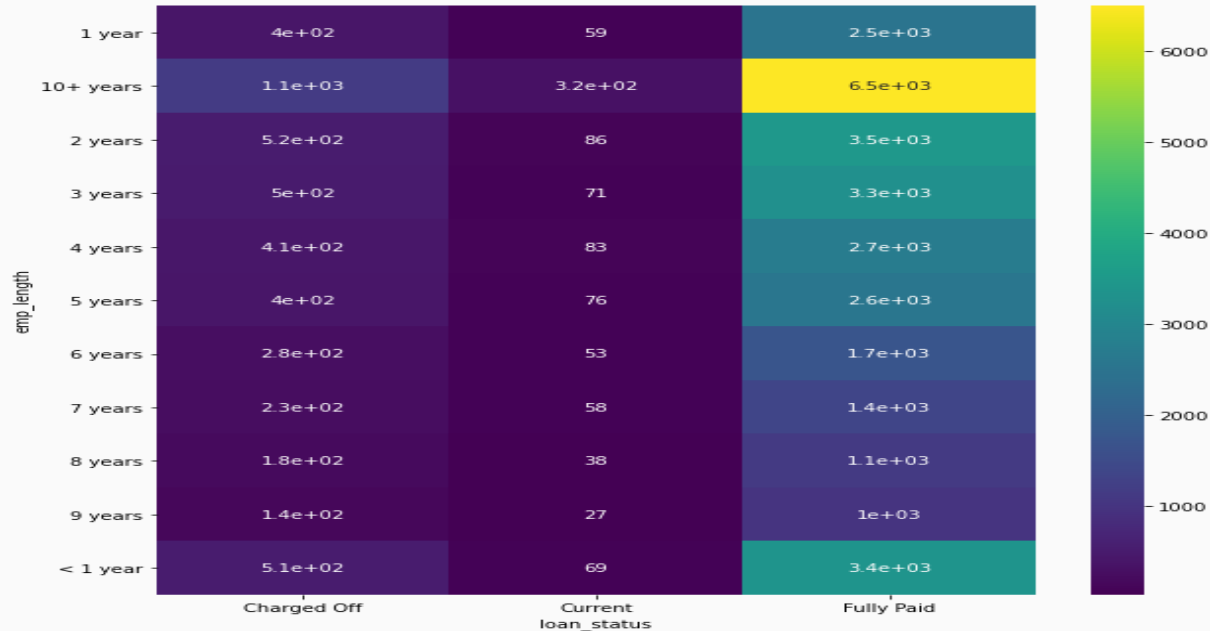 1 year 4e+02 59 2.5e+03
6000
10+ years 1.1e+03 3.2e+02 6.5e+03
2 years 5.2e+02 86 3.5e+03
5000
3 years 5e+02 71 3.3e+03
4 years 4.1e+02 83 2.7e+03
4000
emp_length
5 years 4e+02 76 2.6e+03
3000
6 years 2.8e+02 53 1.7e+03
7 years 2.3e+02 58 1.4e+03
2000
8 years 1.8e+02 38 1.1e+03
9 years 1.4e+02 27 1e+03
1000
< 1 year 5.1e+02 69 3.4e+03
Charged Off Current Fully Paid
loan_status